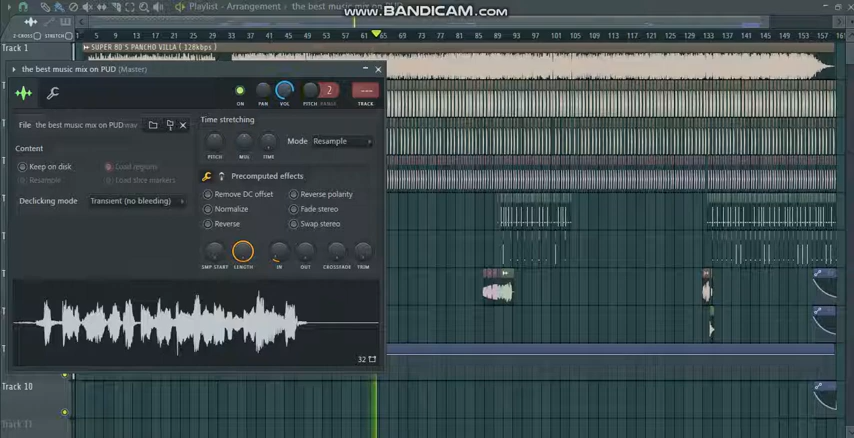 Playlist - Arrangement
the best music mix on PUD
www.BANDICAM.com
Z-CROSS
STRETCH
Track 1
SUPER 80´S PANCHO VILLA ( 128kbps )
the best music mix on PUD (Master)
ON
PAN
VOL
PITCH
RANGE
2
TRACK
---
File the best music mix on PUD.wav
Content
Keep on disk
Load regions
Resample
Load slice markers
Declicking mode
Transient (no bleeding)
Time stretching
PITCH
MUL
TIME
Mode
Resample
Precomputed effects
Remove DC offset
Reverse polarity
Normalize
Fade stereo
Reverse
Swap stereo
SMP START
LENGTH
IN
OUT
CROSSFADE
TRIM
32
Track 10
Track 11